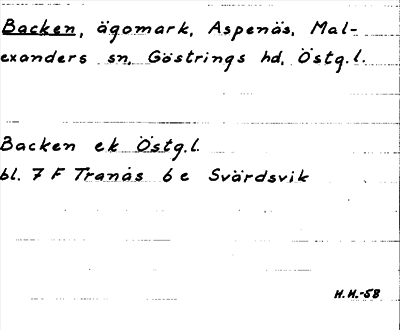 Backen, ägomark, Aspenäs, Mal-
exanders sn, Göstrings hd, Östg.l.
Backen ek Östg.l.
bl. 7 F Tranås 6 e Svärdsvik
H.H.-58